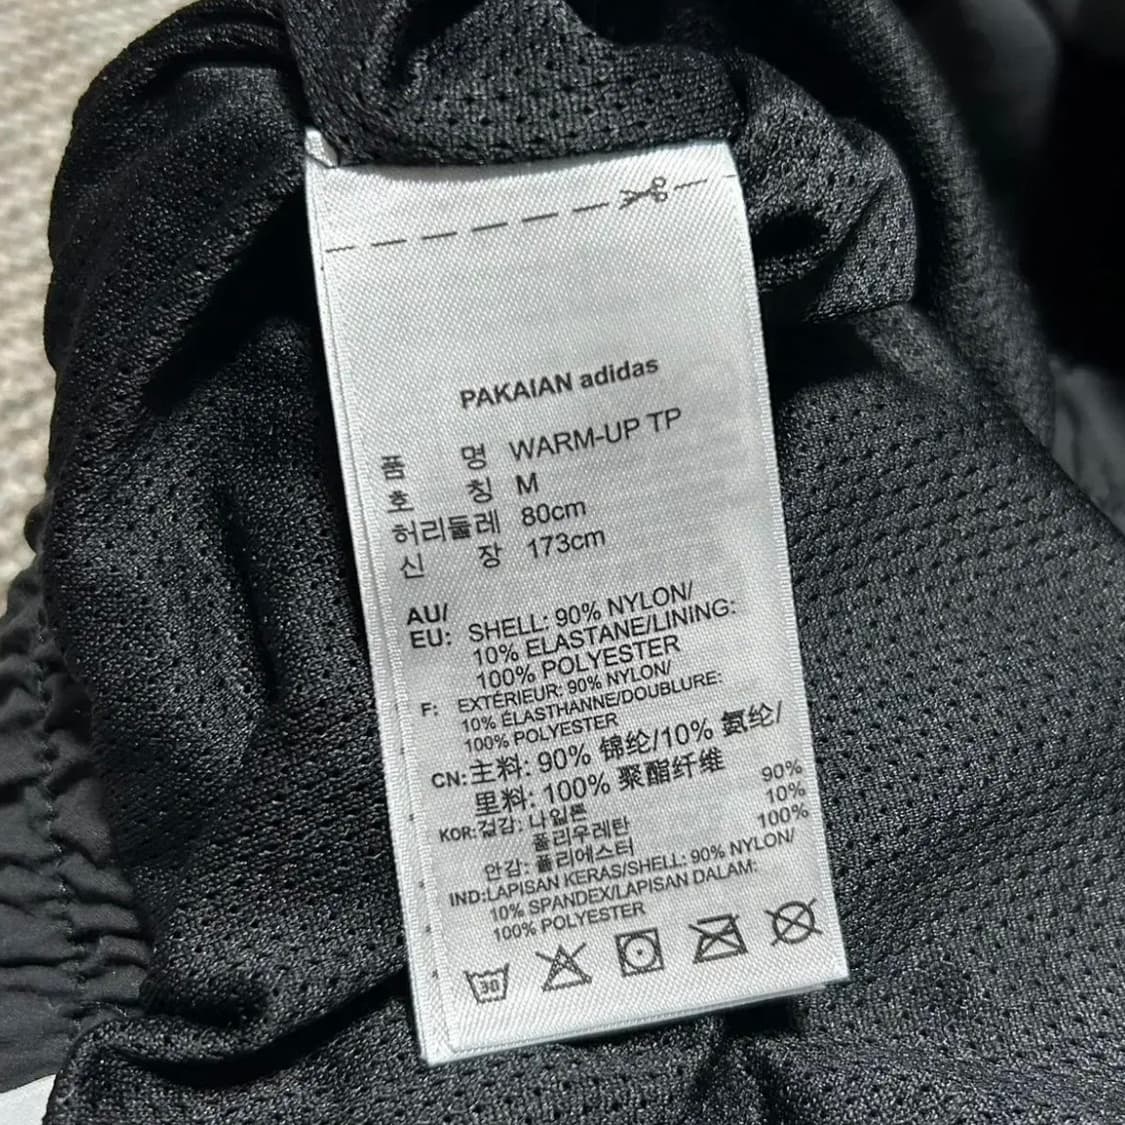 PAKAIAN adidas
품 명 WARM-UP TP
호 칭 M
허리둘레 80cm
신 장 173cm
AU/
EU: SHELL: 90% NYLON/
10% ELASTANE/LINING:
100% POLYESTER
F: EXTÉRIEUR: 90% NYLON/
10% ÉLASTHANNE/DOUBLURE:
100% POLYESTER
CN: 主料: 90% 锦纶/10% 氨纶/
里料: 100% 聚酯纤维
KOR: 겉감: 나일론 90%
폴리우레탄 10%
안감: 폴리에스터 100%
IND: LAPISAN KERAS/SHELL: 90% NYLON/
10% SPANDEX/LAPISAN DALAM:
100% POLYESTER
30